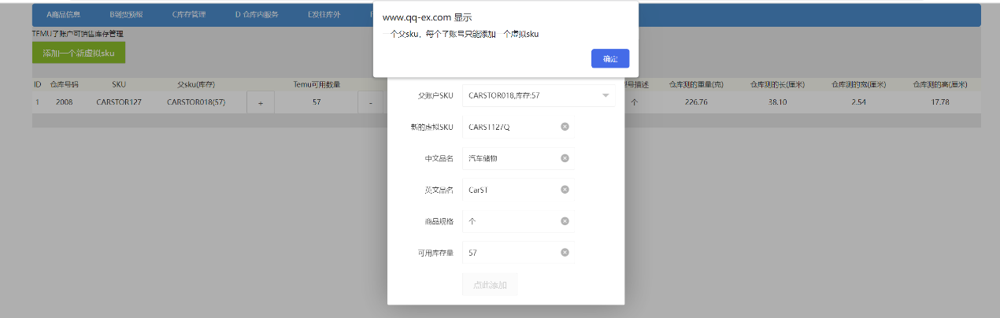 A商品信息 B到货预报 C库存管理 D 仓库内服务 E发往库外
www.qq-ex.com 显示
一个父sku，每个子账号只能添加一个虚拟sku
确定
TEMU子账户可销售库存管理
添加一个新虚拟sku
ID 仓库号码 SKU 父sku(库存) Temu可用数量 型号描述 仓库测的重量(克) 仓库测的长(厘米) 仓库测的宽(厘米) 仓库测的高(厘米)
1 2008 CARSTOR127 CARSTOR018(57) + 57 - 个 226.76 38.10 2.54 17.78
父账户SKU CARSTOR018,库存:57
新的虚拟SKU CARST127Q
中文品名 汽车储物
英文品名 CarST
商品规格 个
可用库存量 57
点此添加